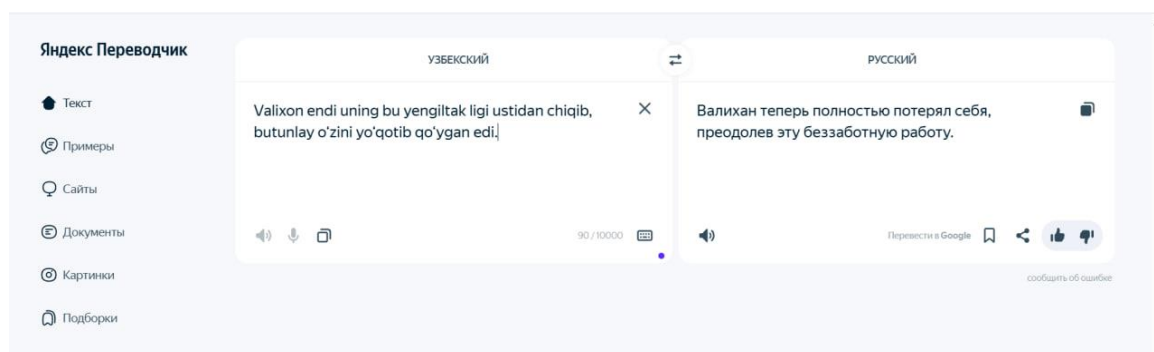 Яндекс Переводчик
УЗБЕКСКИЙ
РУССКИЙ
Текст
Примеры
Сайты
Документы
Картинки
Подборки
Valixon endi uning bu yengiltak ligi ustidan chiqib,
butunlay o'zini yo'qotib qo'ygan edi.
90 /10000
Валихан теперь полностью потерял себя,
преодолев эту беззаботную работу.
Перевести в Google
сообщить об ошибке